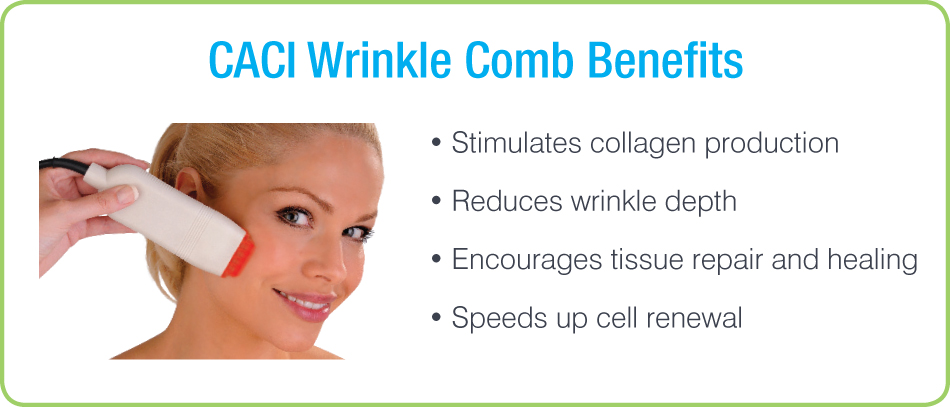 CACI Wrinkle Comb Benefits
• Stimulates collagen production
• Reduces wrinkle depth
• Encourages tissue repair and healing
• Speeds up cell renewal